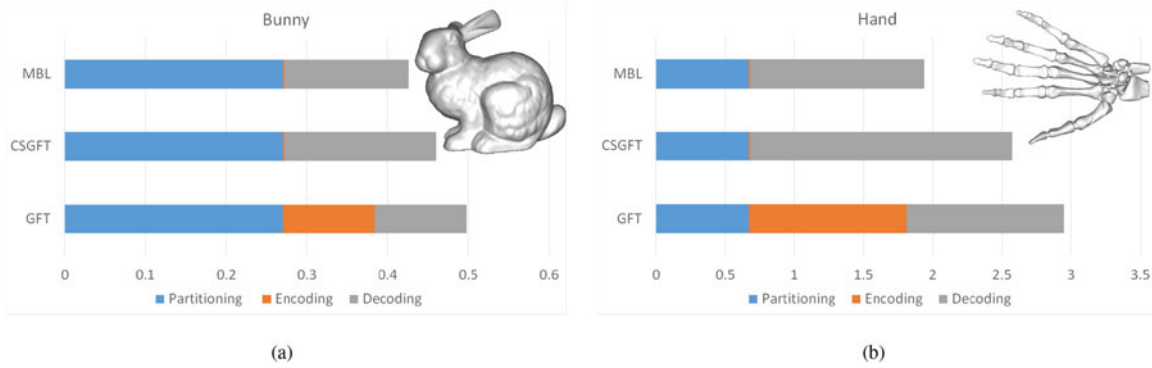 Bunny
MBL
CSGFT
GFT
0 0.1 0.2 0.3 0.4 0.5 0.6
Partitioning Encoding Decoding
(a)
Hand
MBL
CSGFT
GFT
0 0.5 1 1.5 2 2.5 3 3.5
Partitioning Encoding Decoding
(b)